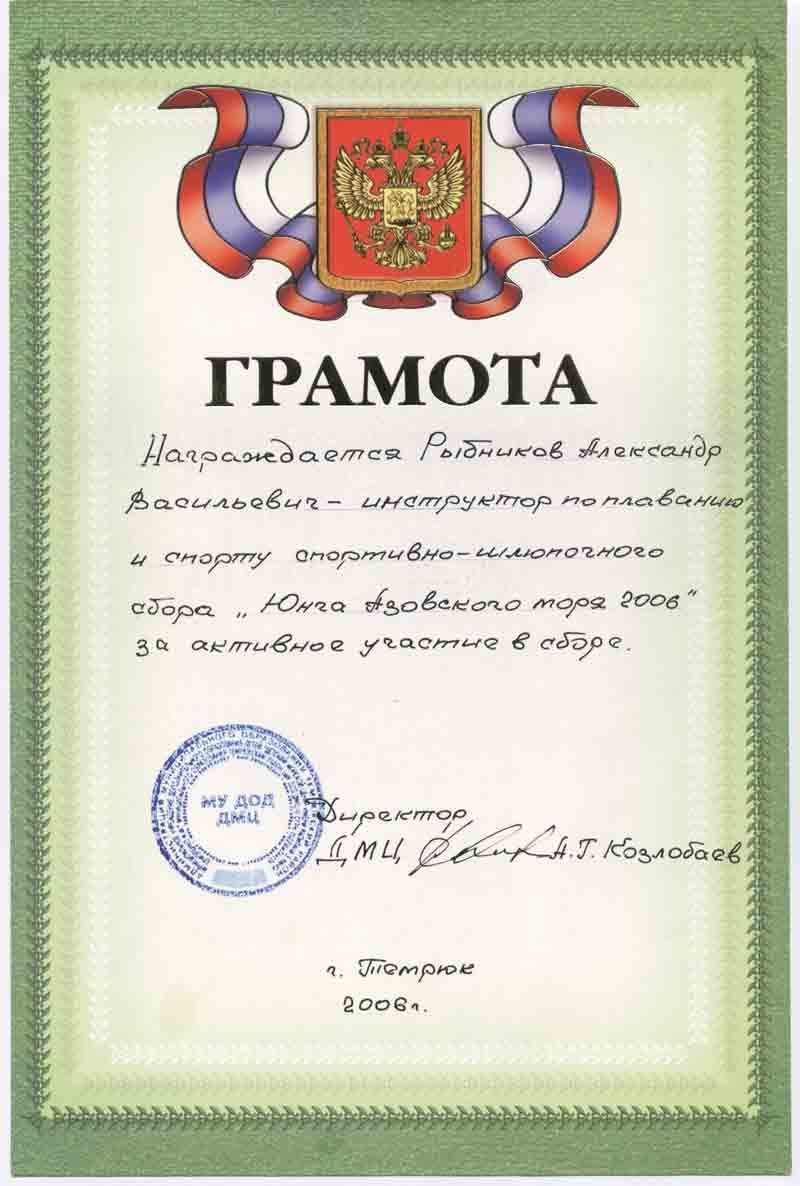 ГРАМОТА
Награждается Рыбников Александр
Васильевич – инструктор по плаванию
и спорту спортивно-шлюпочного
сбора „Юнга Азовского моря 2006"
за активное участие в сборе.
МУ ДОД
ДМЦ
Директор
ДМЦ А.Г. Козлобаев
г. Темрюк
2006г.